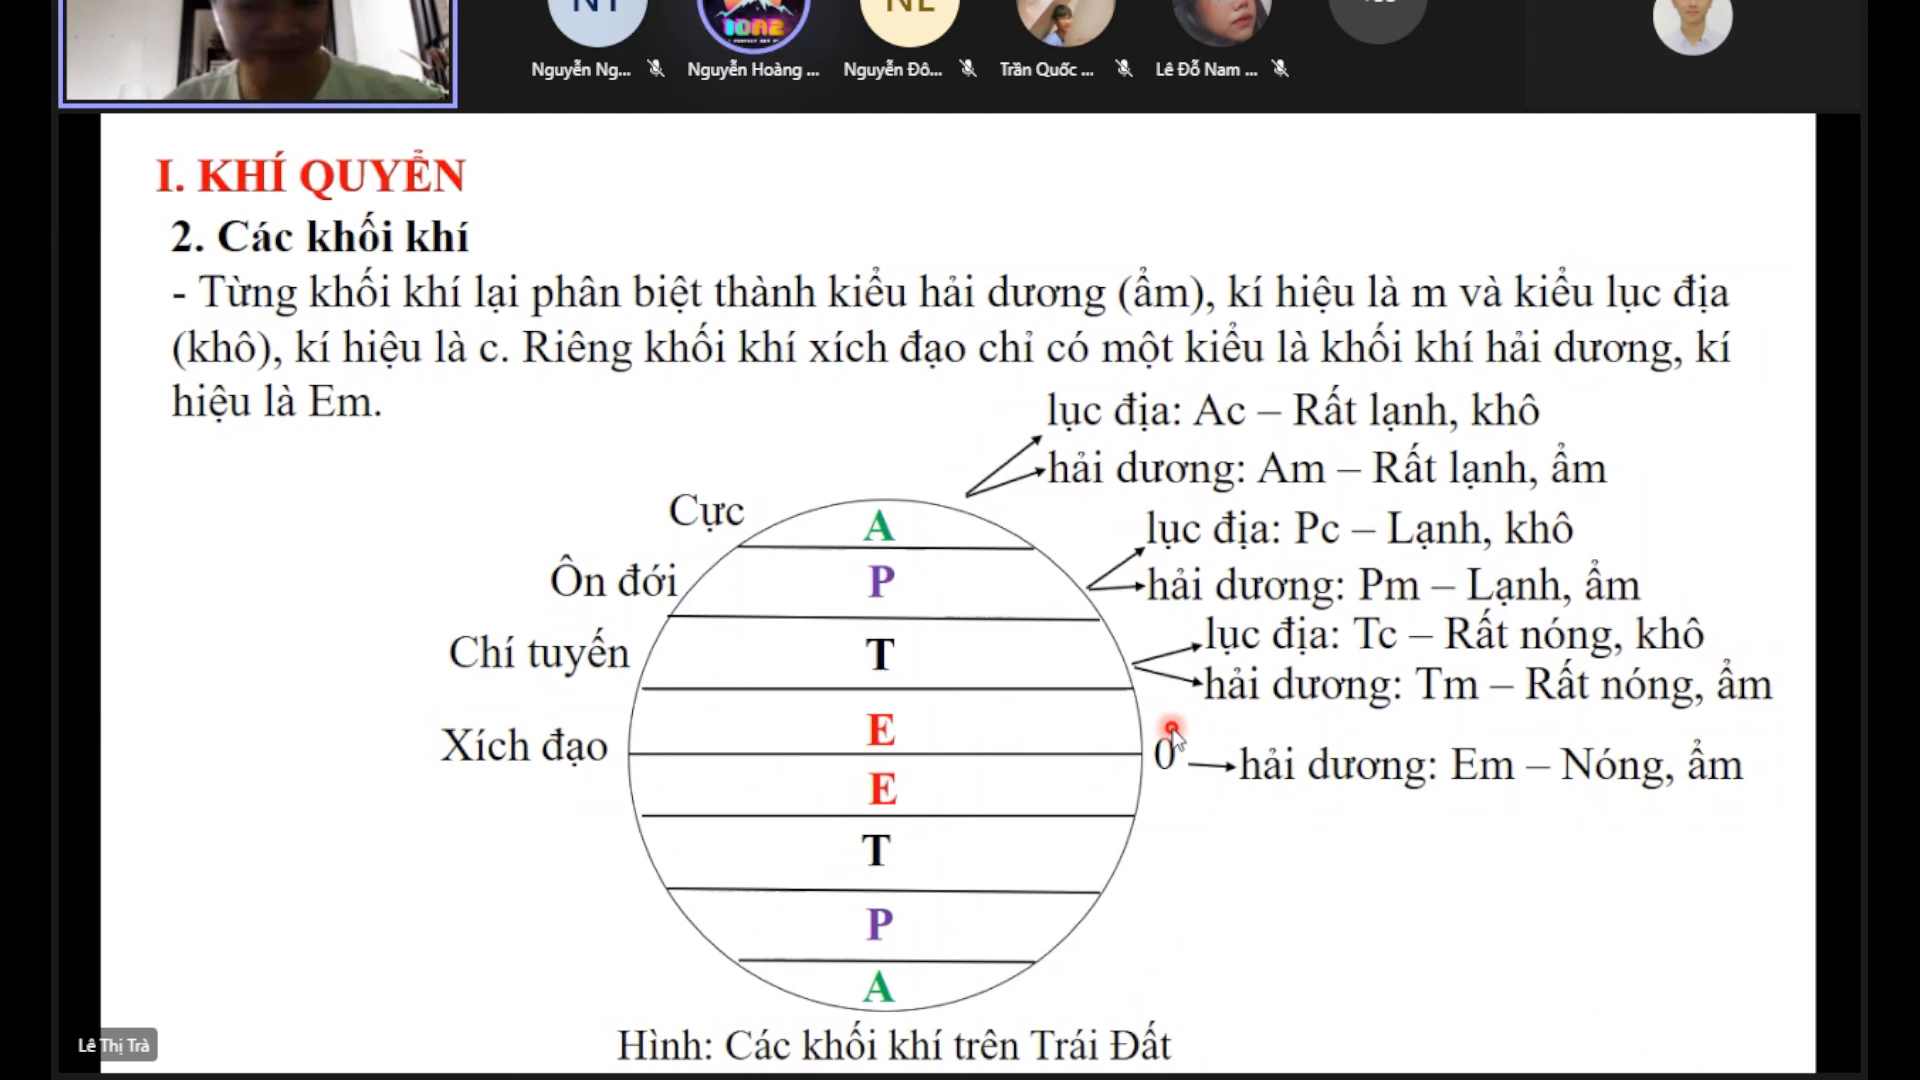 Nguyễn Ng...
Nguyễn Hoàng ...
Nguyễn Đô...
Trần Quốc ...
Lê Đỗ Nam ...
I. KHÍ QUYỂN
2. Các khối khí
- Từng khối khí lại phân biệt thành kiểu hải dương (ẩm), kí hiệu là m và kiểu lục địa
(khô), kí hiệu là c. Riêng khối khí xích đạo chỉ có một kiểu là khối khí hải dương, kí
hiệu là Em.
lục địa: Ac – Rất lạnh, khô
hải dương: Am – Rất lạnh, ẩm
Cực
A
lục địa: Pc – Lạnh, khô
Ôn đới
P
hải dương: Pm – Lạnh, ẩm
lục địa: Tc – Rất nóng, khô
Chí tuyến
T
hải dương: Tm – Rất nóng, ẩm
E
Xích đạo
0
hải dương: Em – Nóng, ẩm
E
T
P
A
Lê Thị Trà
Hình: Các khối khí trên Trái Đất